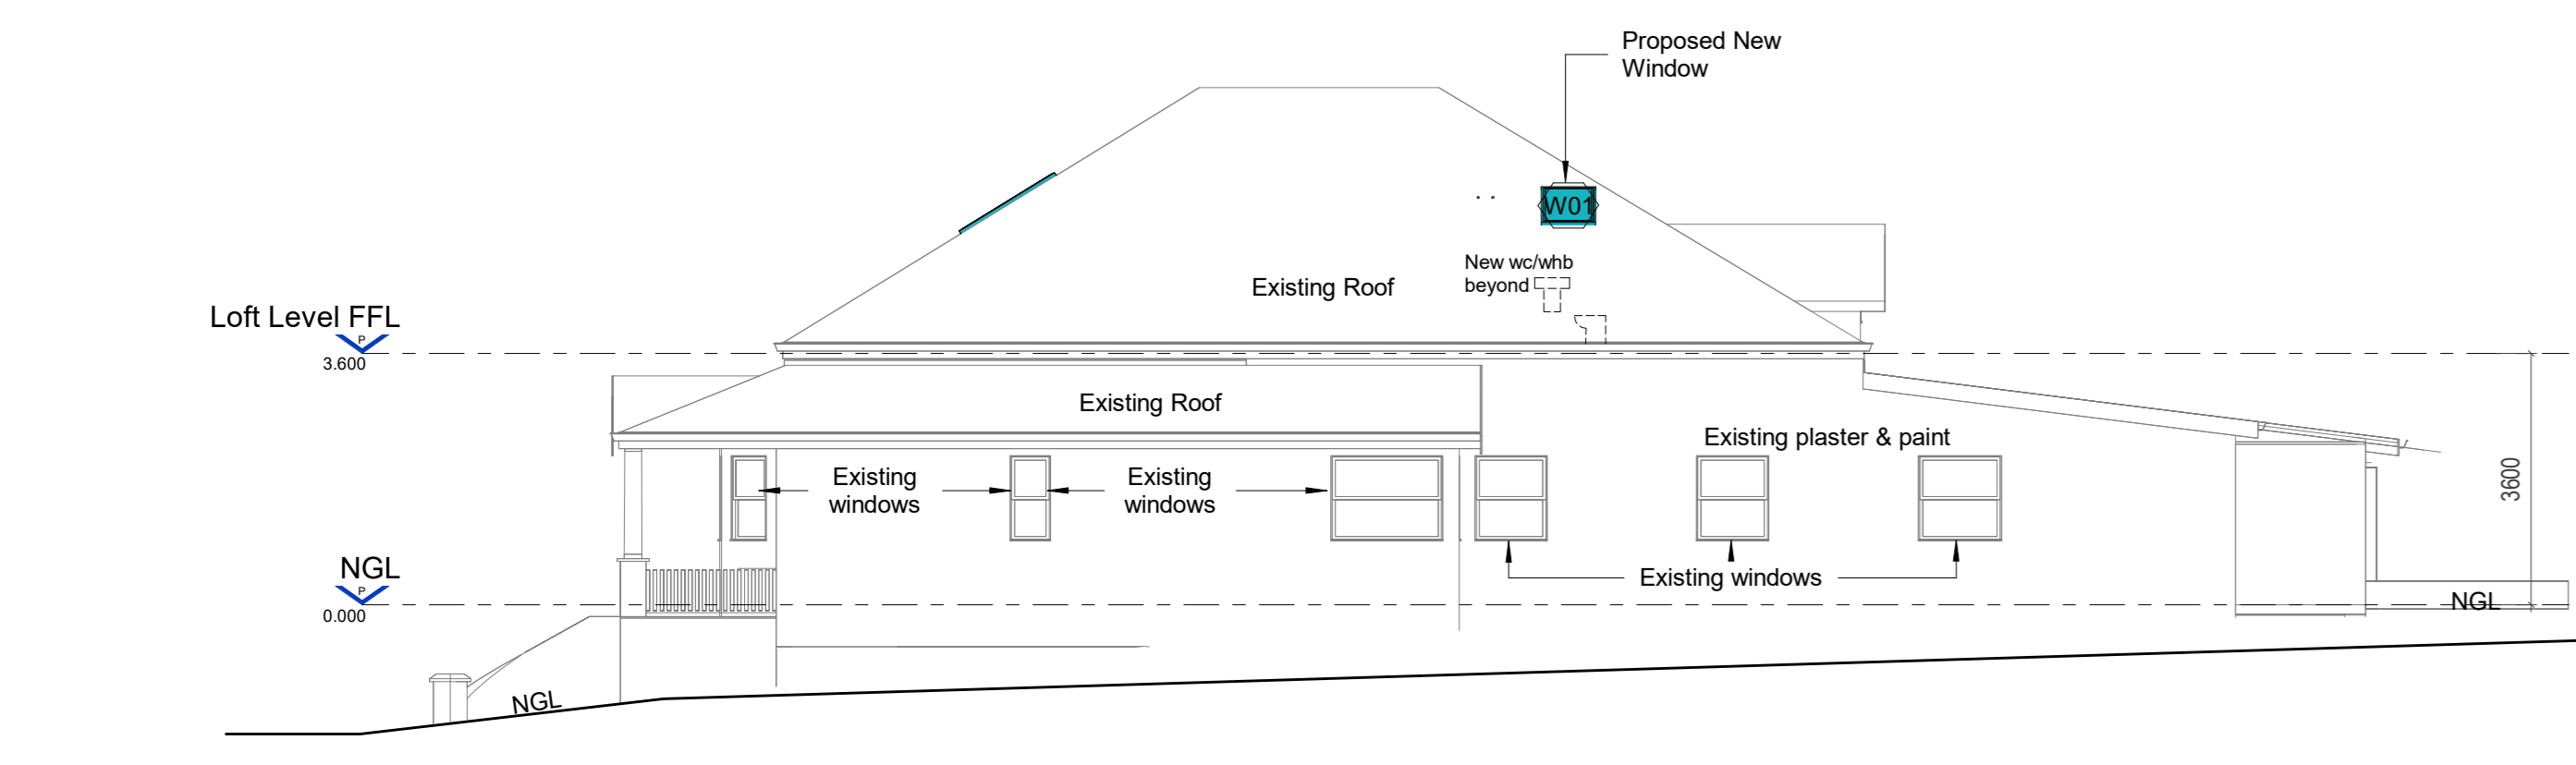 Proposed New
Window
W01
New wc/whb
beyond
Existing Roof
Loft Level FFL
P
3.600
Existing Roof
Existing plaster & paint
Existing
windows
Existing
windows
3600
NGL
P
0.000
Existing windows
NGL
NGL